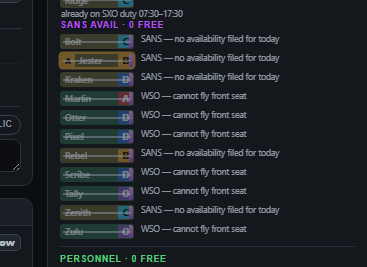 already on SXO duty 07:30–17:30
SANS AVAIL · 0 FREE
Bolt C SANS — no availability filed for today
A Jester B SANS — no availability filed for today
Kraken D SANS — no availability filed for today
Marlin A WSO — cannot fly front seat
Otter D WSO — cannot fly front seat
Pixel D WSO — cannot fly front seat
Rebel B SANS — no availability filed for today
Scribe D WSO — cannot fly front seat
Tally O WSO — cannot fly front seat
Zenith C SANS — no availability filed for today
Zulu WSO — cannot fly front seat
LIC
ow
PERSONNEL · 0 FREE